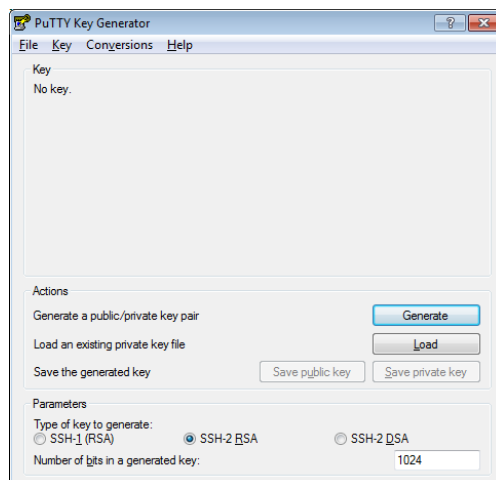 PuTTY Key Generator
File Key Conversions Help
Key
No key.
Actions
Generate a public/private key pair Generate
Load an existing private key file Load
Save the generated key Save public key Save private key
Parameters
Type of key to generate:
SSH-1 (RSA) SSH-2 RSA SSH-2 DSA
Number of bits in a generated key: 1024